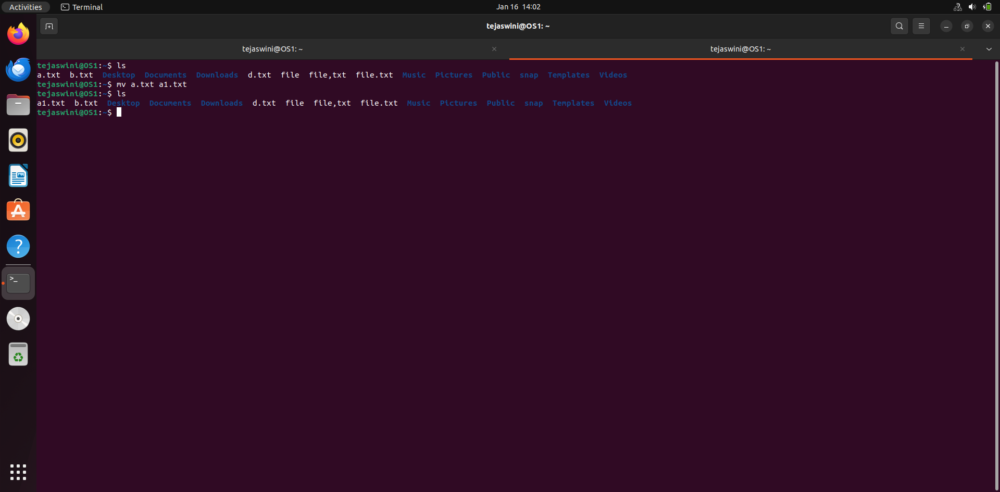 Activities Terminal Jan 16 14:02
tejaswini@OS1: ~
tejaswini@OS1: ~ tejaswini@OS1: ~
tejaswini@OS1:~$ ls
a.txt b.txt Desktop Documents Downloads d.txt file file,txt file.txt Music Pictures Public snap Templates Videos
tejaswini@OS1:~$ mv a.txt a1.txt
tejaswini@OS1:~$ ls
a1.txt b.txt Desktop Documents Downloads d.txt file file,txt file.txt Music Pictures Public snap Templates Videos
tejaswini@OS1:~$